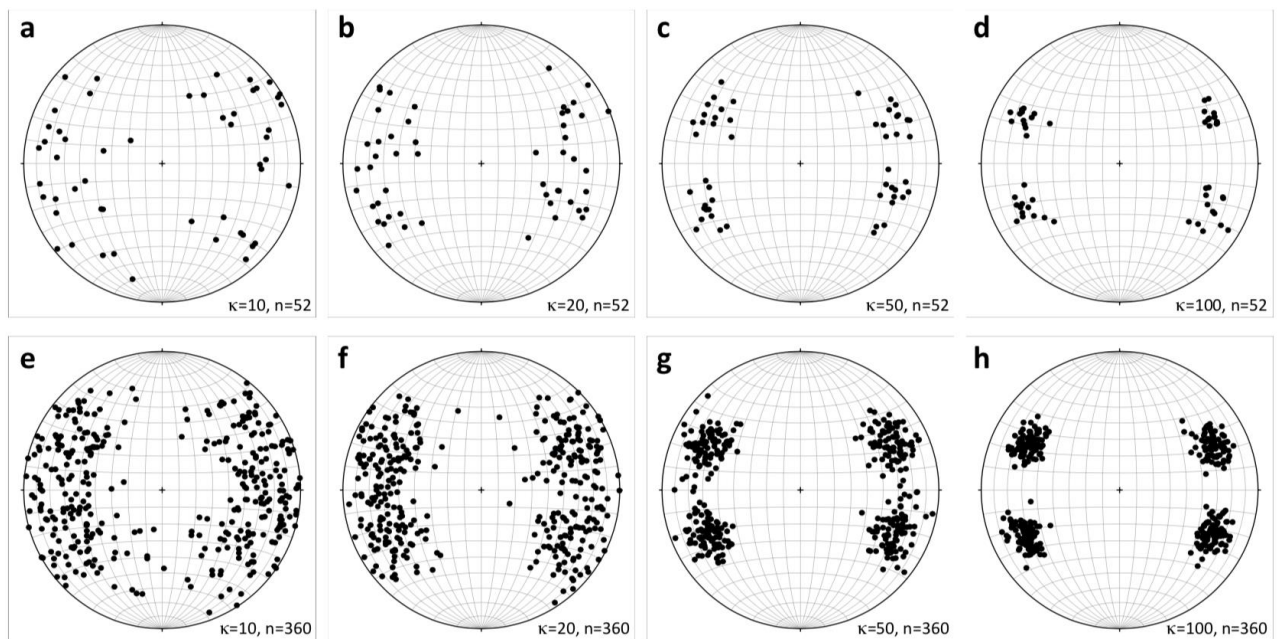 a
b
c
d
κ=10, n=52
κ=20, n=52
κ=50, n=52
κ=100, n=52
e
f
g
h
κ=10, n=360
κ=20, n=360
κ=50, n=360
κ=100, n=360